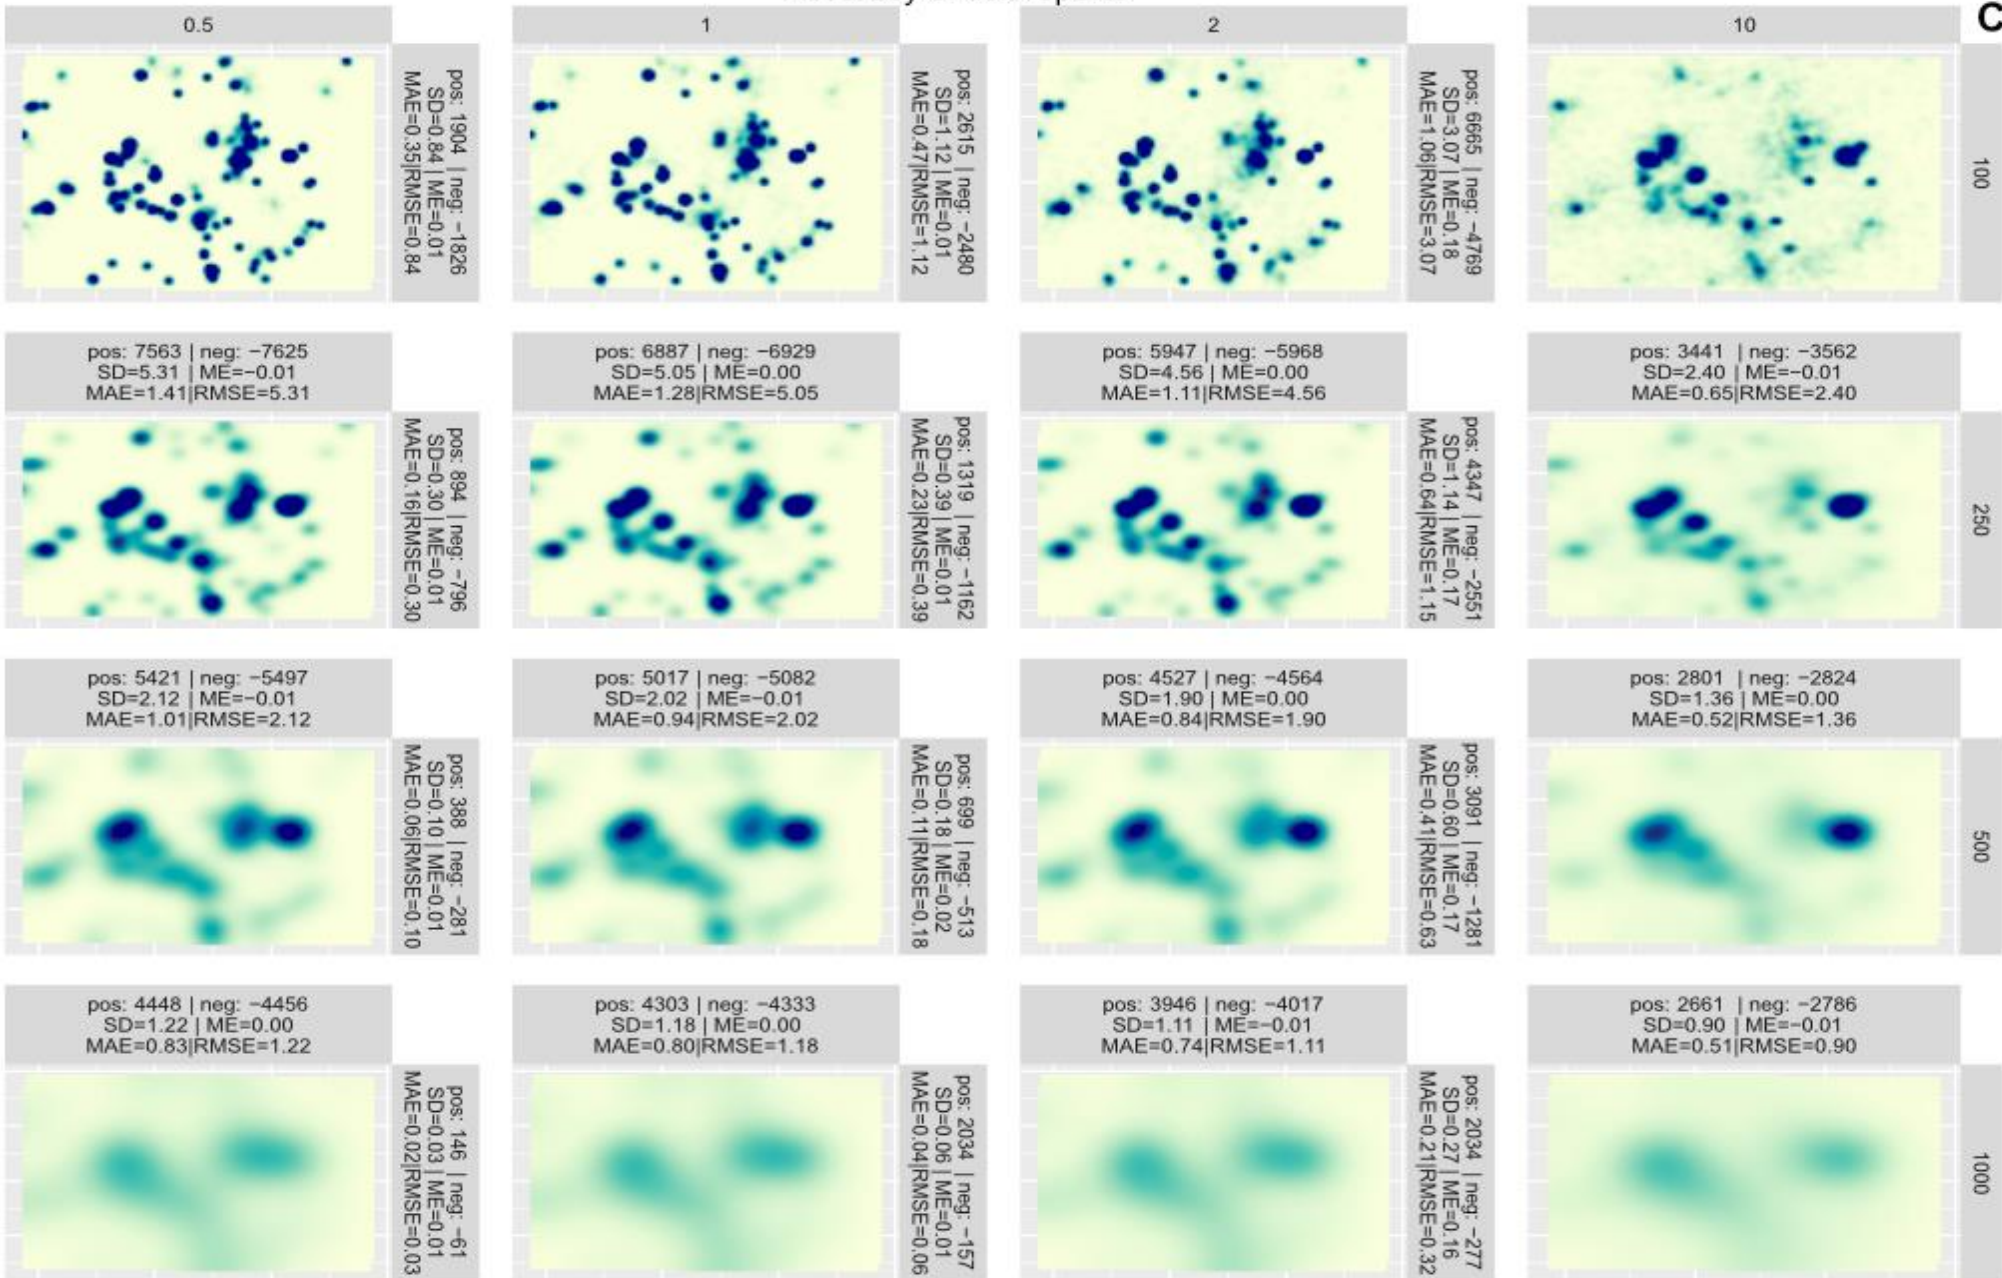 0.5
1
2
10
C
pos: 1904 | neg: −1826
SD=0.84 | ME=0.01
MAE=0.35|RMSE=0.84
pos: 2615 | neg: −2480
SD=1.12 | ME=0.01
MAE=0.47|RMSE=1.12
pos: 6665 | neg: −4769
SD=3.07 | ME=0.18
MAE=1.06|RMSE=3.07
100
pos: 7563 | neg: −7625
SD=5.31 | ME=−0.01
MAE=1.41|RMSE=5.31
pos: 6887 | neg: −6929
SD=5.05 | ME=0.00
MAE=1.28|RMSE=5.05
pos: 5947 | neg: −5968
SD=4.56 | ME=0.00
MAE=1.11|RMSE=4.56
pos: 3441 | neg: −3562
SD=2.40 | ME=−0.01
MAE=0.65|RMSE=2.40
pos: 894 | neg: −796
SD=0.30 | ME=0.01
MAE=0.16|RMSE=0.30
pos: 1319 | neg: −1162
SD=0.39 | ME=0.01
MAE=0.23|RMSE=0.39
pos: 4347 | neg: −2551
SD=1.14 | ME=0.17
MAE=0.64|RMSE=1.15
250
pos: 5421 | neg: −5497
SD=2.12 | ME=−0.01
MAE=1.01|RMSE=2.12
pos: 5017 | neg: −5082
SD=2.02 | ME=−0.01
MAE=0.94|RMSE=2.02
pos: 4527 | neg: −4564
SD=1.90 | ME=0.00
MAE=0.84|RMSE=1.90
pos: 2801 | neg: −2824
SD=1.36 | ME=0.00
MAE=0.52|RMSE=1.36
pos: 388 | neg: −281
SD=0.10 | ME=0.01
MAE=0.06|RMSE=0.10
pos: 699 | neg: −513
SD=0.18 | ME=0.02
MAE=0.11|RMSE=0.18
pos: 3091 | neg: −1281
SD=0.60 | ME=0.17
MAE=0.41|RMSE=0.63
500
pos: 4448 | neg: −4456
SD=1.22 | ME=0.00
MAE=0.83|RMSE=1.22
pos: 4303 | neg: −4333
SD=1.18 | ME=0.00
MAE=0.80|RMSE=1.18
pos: 3946 | neg: −4017
SD=1.11 | ME=−0.01
MAE=0.74|RMSE=1.11
pos: 2661 | neg: −2786
SD=0.90 | ME=−0.01
MAE=0.51|RMSE=0.90
pos: 146 | neg: −61
SD=0.03 | ME=0.01
MAE=0.02|RMSE=0.03
pos: 2034 | neg: −157
SD=0.06 | ME=0.01
MAE=0.04|RMSE=0.06
pos: 2034 | neg: −277
SD=0.27 | ME=0.16
MAE=0.21|RMSE=0.32
1000